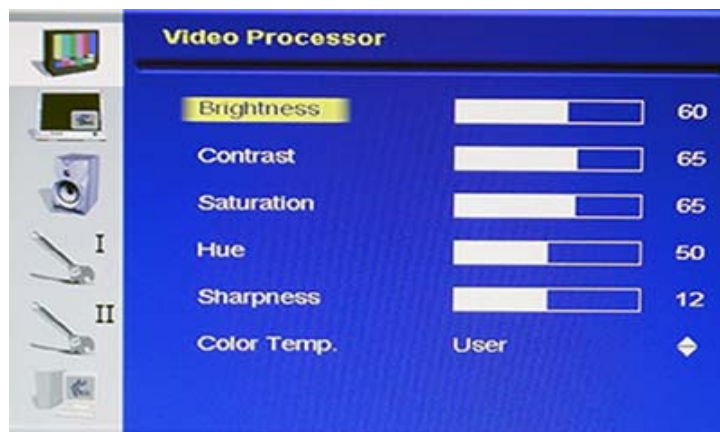 Video Processor
Brightness 60
Contrast 65
Saturation 65
Hue 50
Sharpness 12
Color Temp. User
I
II